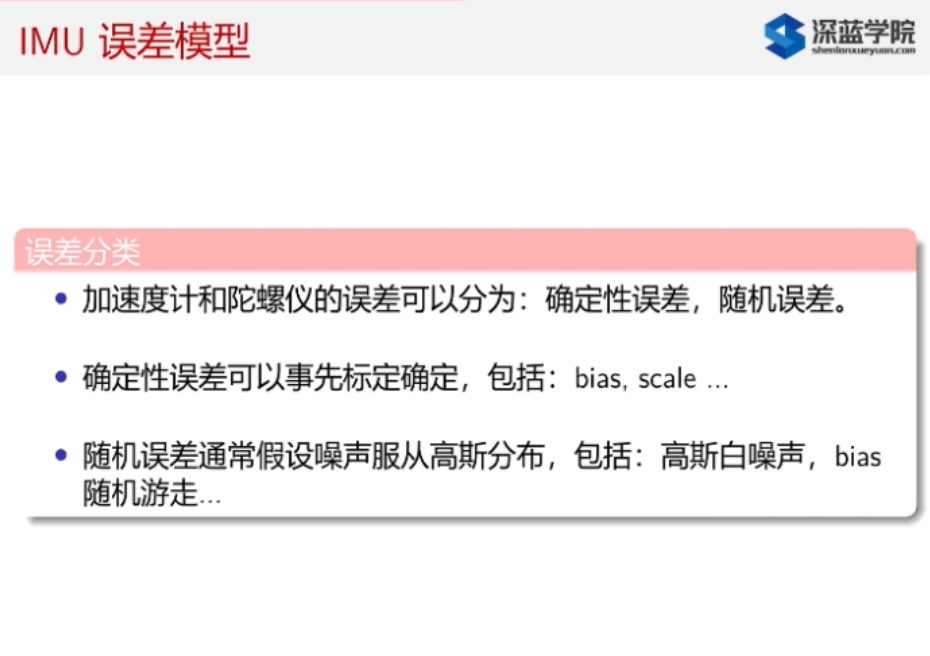 IMU 误差模型
深蓝学院
shenlanxueyuan.com
误差分类
• 加速度计和陀螺仪的误差可以分为：确定性误差，随机误差。
• 确定性误差可以事先标定确定，包括：bias, scale ...
• 随机误差通常假设噪声服从高斯分布，包括：高斯白噪声，bias
随机游走...